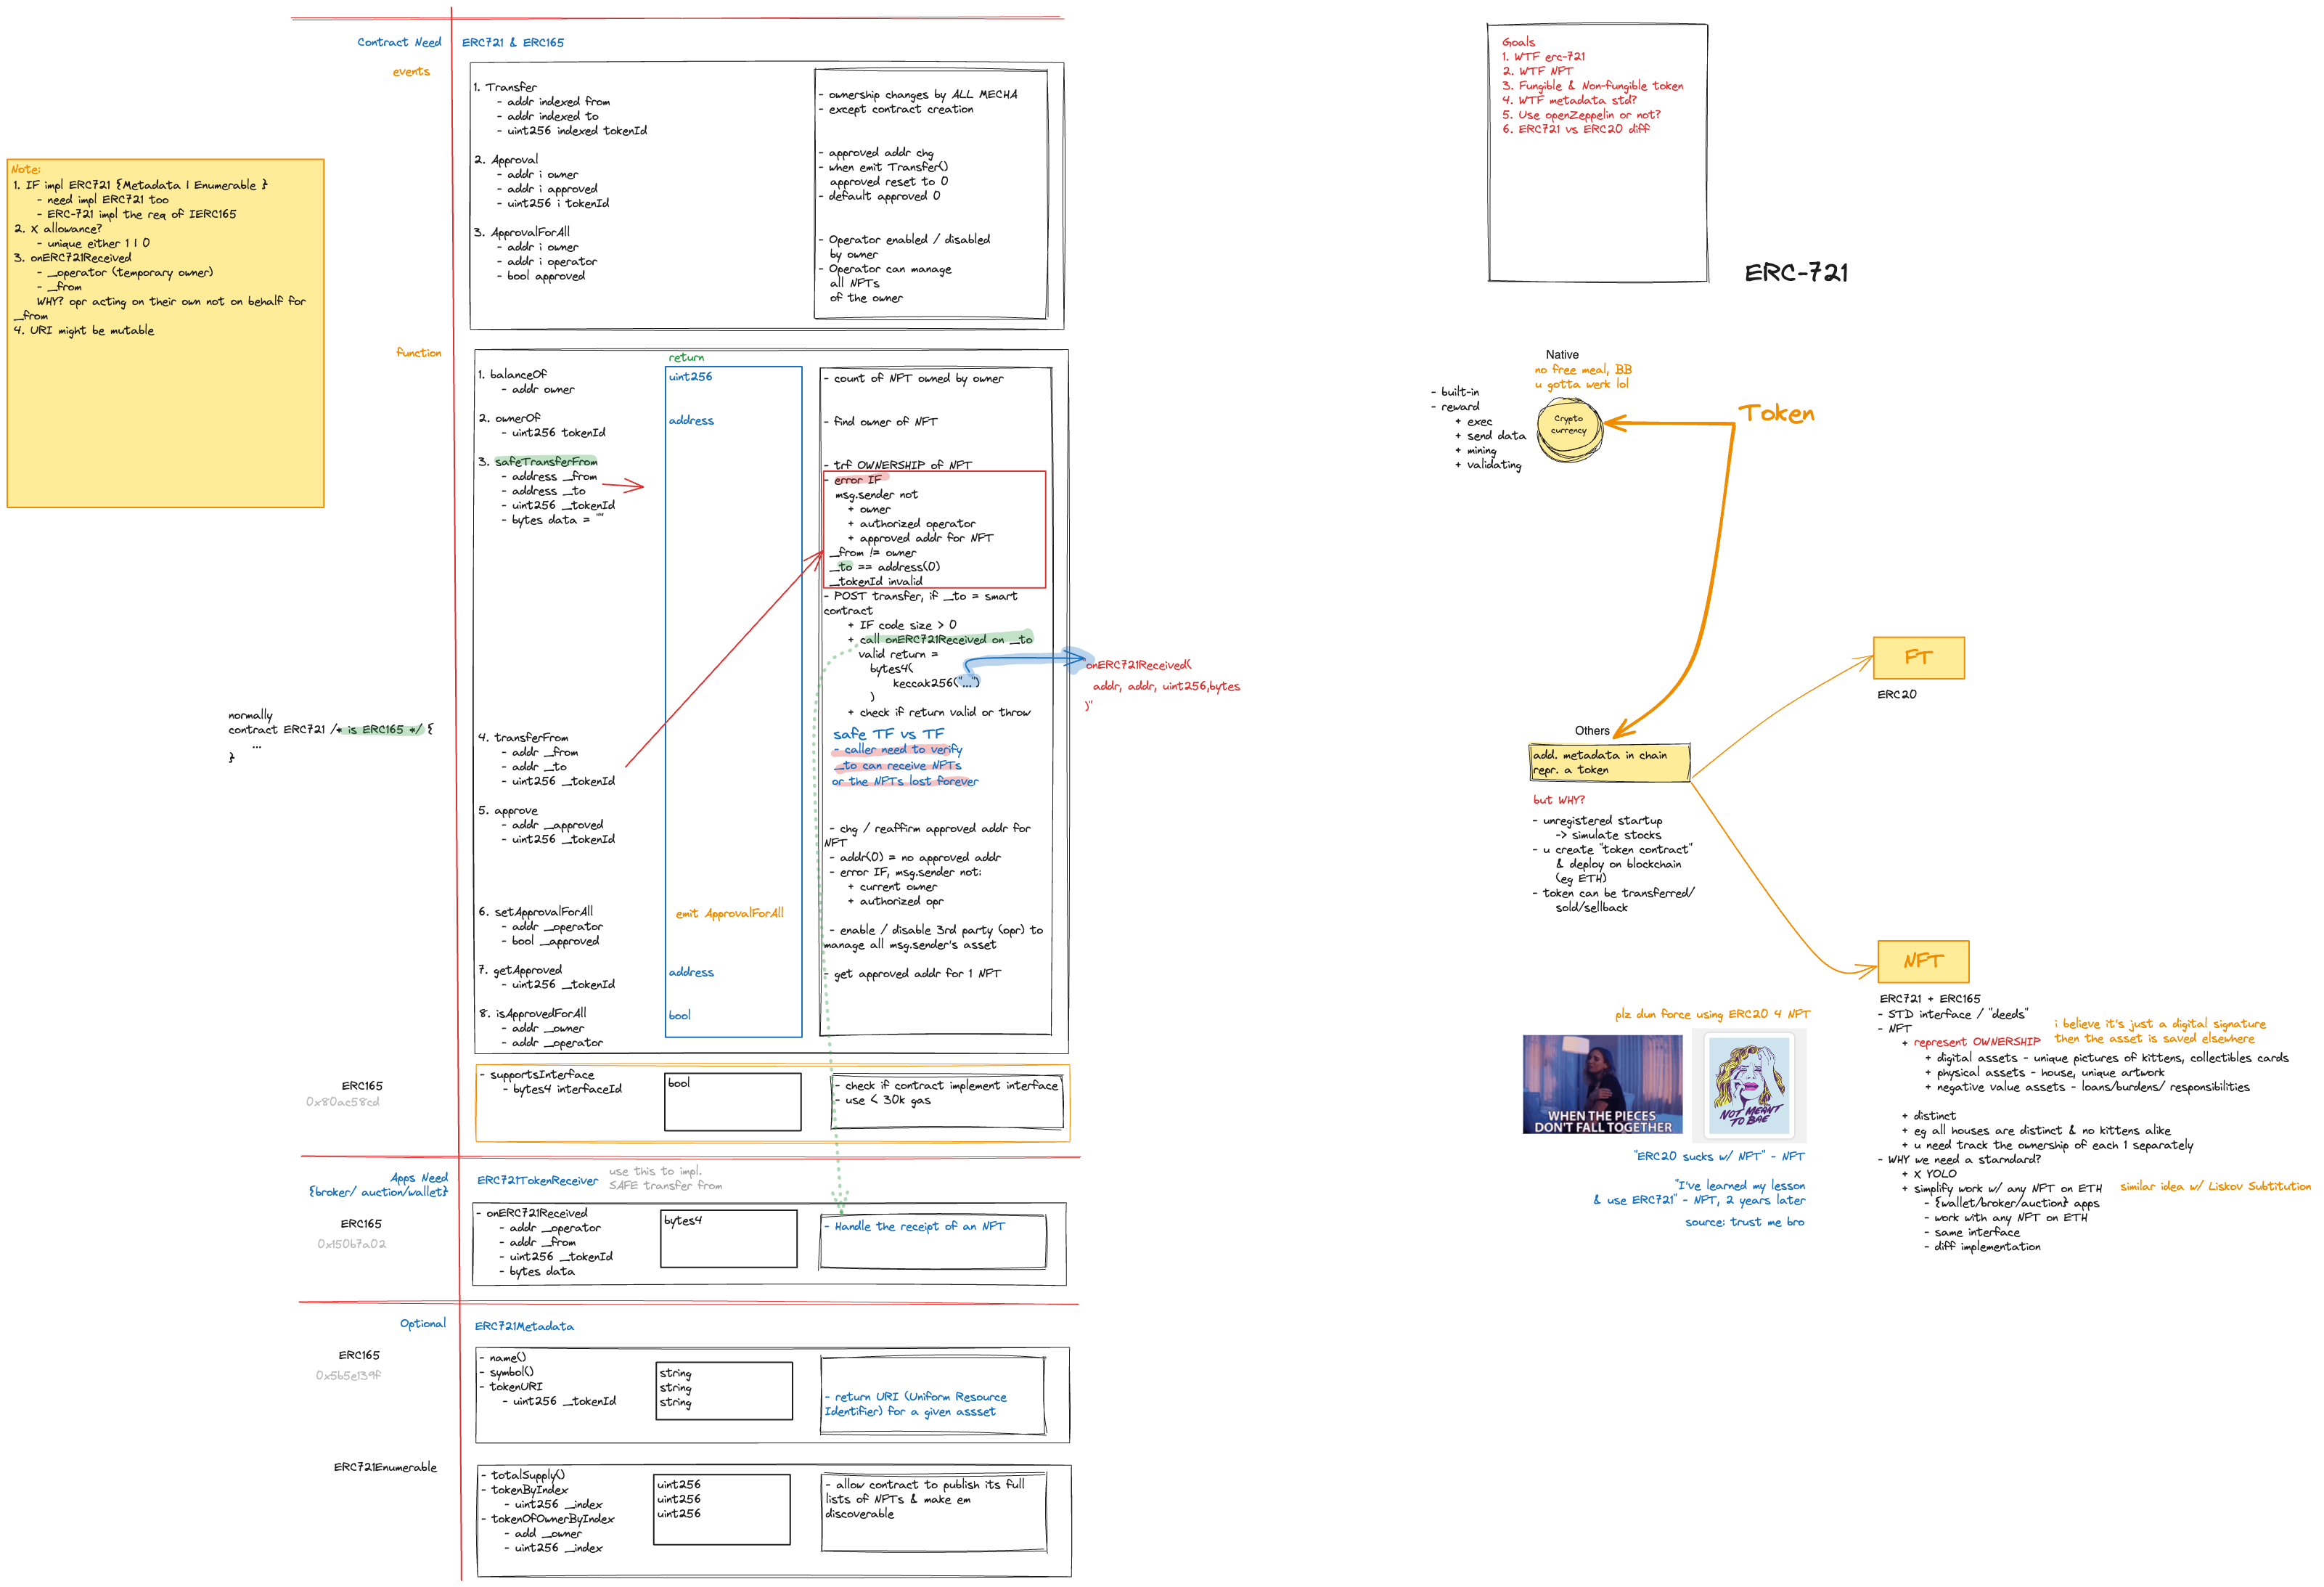 Contract Need
ERC721 & ERC165
events
1. Transfer
- addr indexed from
- addr indexed to
- uint256 indexed tokenId
- ownership changes by ALL MECHA
- except contract creation
2. Approval
- addr i owner
- addr i approved
- uint256 i tokenId
- approved addr chg
- when emit Transfer()
approved reset to 0
- default approved 0
3. ApprovalForAll
- addr i owner
- addr i operator
- bool approved
- Operator enabled / disabled
by owner
- Operator can manage
all NFTs
of the owner
Note:
1. IF impl ERC721 {Metadata | Enumerable }
- need impl ERC721 too
- ERC-721 impl the req of IERC165
2. X allowance?
- unique either 1 | 0
3. onERC721Received
- _operator (temporary owner)
- _from
WHY? opr acting on their own not on behalf for
_from
4. URI might be mutable
function
return
1. balanceOf
- addr owner
uint256
- count of NFT owned by owner
2. ownerOf
- uint256 tokenId
address
- find owner of NFT
3. safeTransferFrom
- address _from
- address _to
- uint256 _tokenId
- bytes data = ""
- trf OWNERSHIP of NFT
- error IF
msg.sender not
+ owner
+ authorized operator
+ approved addr for NFT
_from != owner
_to == address(0)
_tokenId invalid
- POST transfer, if _to = smart
contract
+ IF code size > 0
+ call onERC721Received on _to
valid return =
bytes4(
keccak256("...")
)
+ check if return valid or throw
"onERC721Received(
addr, addr, uint256,bytes
)"
normally
contract ERC721 /* is ERC165 */ {
...
}
4. transferFrom
- addr _from
- addr _to
- uint256 _tokenId
safe TF vs TF
- caller need to verify
_to can receive NFTs
or the NFTs lost forever
5. approve
- addr _approved
- uint256 _tokenId
- chg / reaffirm approved addr for
NFT
- addr(0) = no approved addr
- error IF, msg.sender not:
+ current owner
+ authorized opr
6. setApprovalForAll
- addr _operator
- bool _approved
emit ApprovalForAll
- enable / disable 3rd party (opr) to
manage all msg.sender's asset
7. getApproved
- uint256 _tokenId
address
- get approved addr for 1 NFT
8. isApprovedForAll
- addr _owner
- addr _operator
bool
ERC165
0x80ac58cd
- supportsInterface
- bytes4 interfaceId
bool
- check if contract implement interface
- use < 30k gas
Apps Need
{broker/ auction/wallet}
ERC721TokenReceiver
use this to impl.
SAFE transfer from
ERC165
0x150b7a02
- onERC721Received
- addr _operator
- addr _from
- uint256 _tokenId
- bytes data
bytes4
- Handle the receipt of an NFT
Optional
ERC721Metadata
ERC165
0x5b5e139f
- name()
- symbol()
- tokenURI
- uint256 _tokenId
string
string
string
- return URI (Uniform Resource
Identifier) for a given assset
ERC721Enumerable
- totalSupply()
- tokenByIndex
- uint256 _index
- tokenOfOwnerByIndex
- add _owner
- uint256 _index
uint256
uint256
uint256
- allow contract to publish its full
lists of NFTs & make em
discoverable
Goals
1. WTF erc-721
2. WTF NFT
3. Fungible & Non-fungible token
4. WTF metadata std?
5. Use openZeppelin or not?
6. ERC721 vs ERC20 diff
ERC-721
Native
no free meal, BB
u gotta werk lol
- built-in
- reward
+ exec
+ send data
+ mining
+ validating
Crypto
currency
Token
FT
ERC20
Others
add. metadata in chain
repr. a token
but WHY?
- unregistered startup
-> simulate stocks
- u create "token contract"
& deploy on blockchain
(eg ETH)
- token can be transferred/
sold/sellback
NFT
ERC721 + ERC165
- STD interface / "deeds"
- NFT
+ represent OWNERSHIP
i believe it's just a digital signature
then the asset is saved elsewhere
+ digital assets - unique pictures of kittens, collectibles cards
+ physical assets - house, unique artwork
+ negative value assets - loans/burdens/ responsibilities
+ distinct
+ eg all houses are distinct & no kittens alike
+ u need track the ownership of each 1 separately
- WHY we need a starndard?
+ X YOLO
+ simplify work w/ any NFT on ETH
similar idea w/ Liskov Subtitution
- {wallet/broker/auction} apps
- work with any NFT on ETH
- same interface
- diff implementation
plz dun force using ERC20 4 NFT
WHEN THE PIECES
DON'T FALL TOGETHER
NOT MEANT
TO BAE
"ERC20 sucks w/ NFT" - NFT
"I've learned my lesson
& use ERC721" - NFT, 2 years later
source: trust me bro